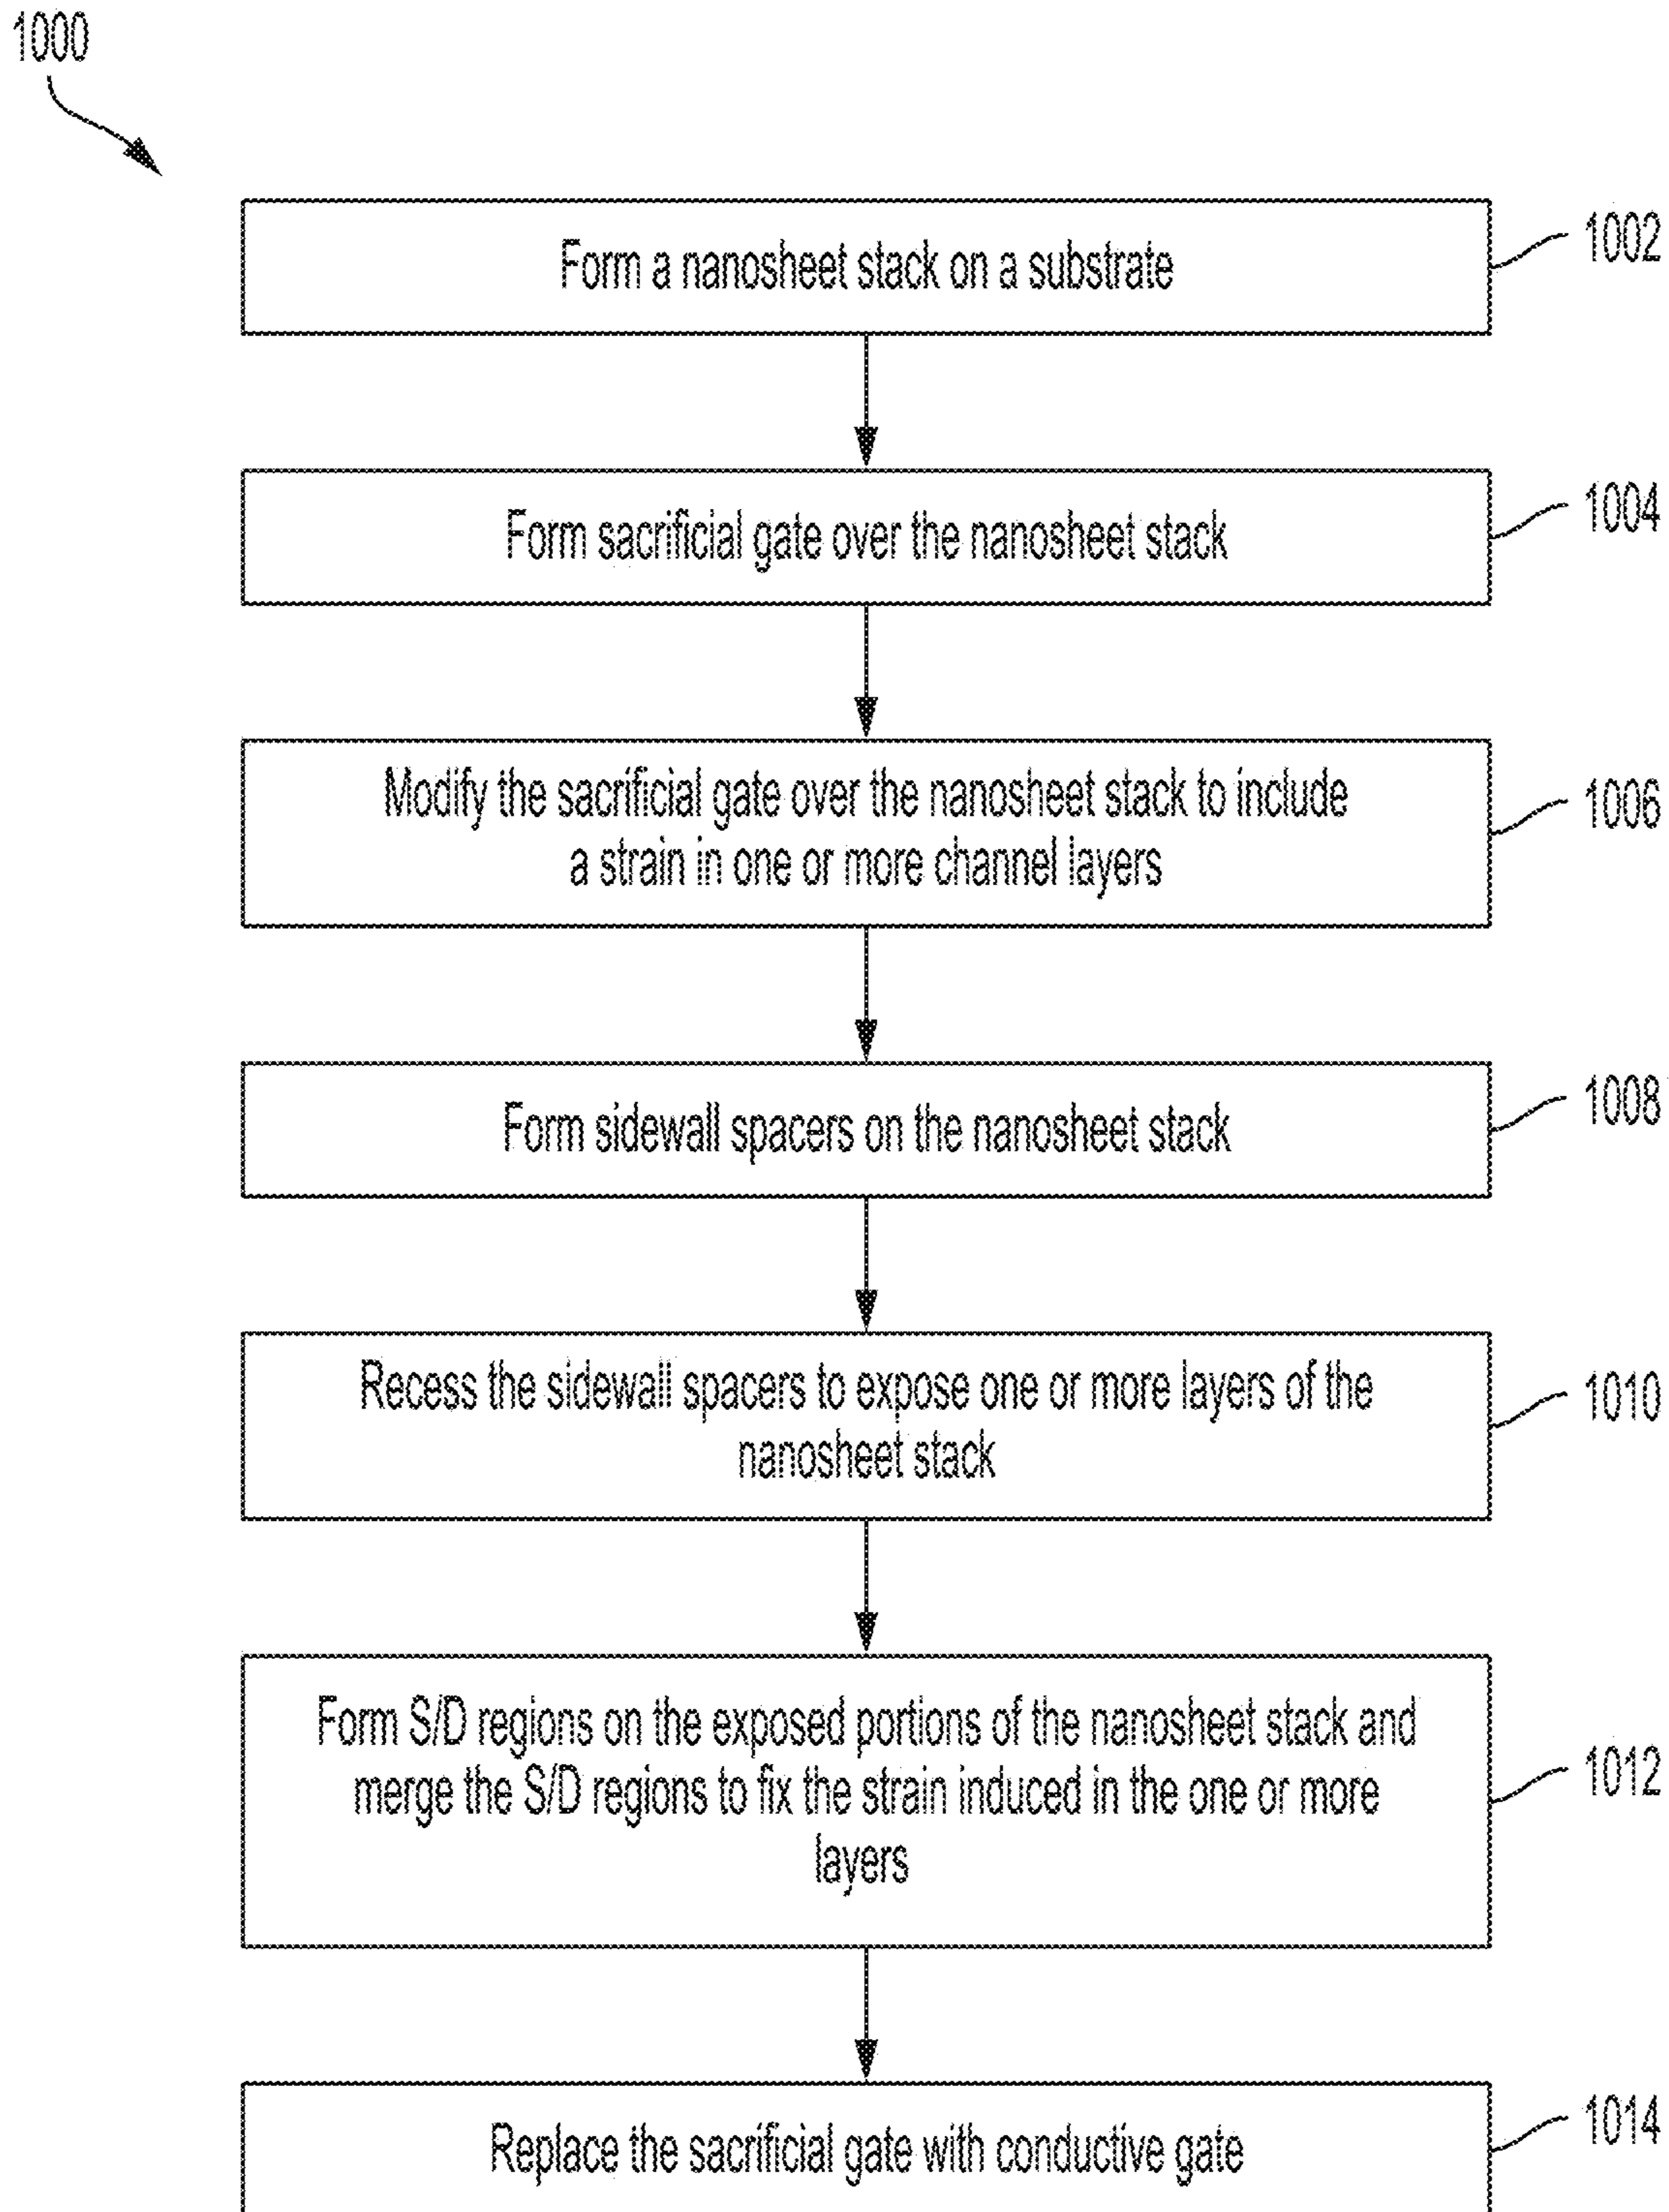 1000
Form a nanosheet stack on a substrate
1002
Form sacrificial gate over the nanosheet stack
1004
Modify the sacrificial gate over the nanosheet stack to include
a strain in one or more channel layers
1006
Form sidewall spacers on the nanosheet stack
1008
Recess the sidewall spacers to expose one or more layers of the
nanosheet stack
1010
Form S/D regions on the exposed portions of the nanosheet stack and
merge the S/D regions to fix the strain induced in the one or more
layers
1012
Replace the sacrificial gate with conductive gate
1014